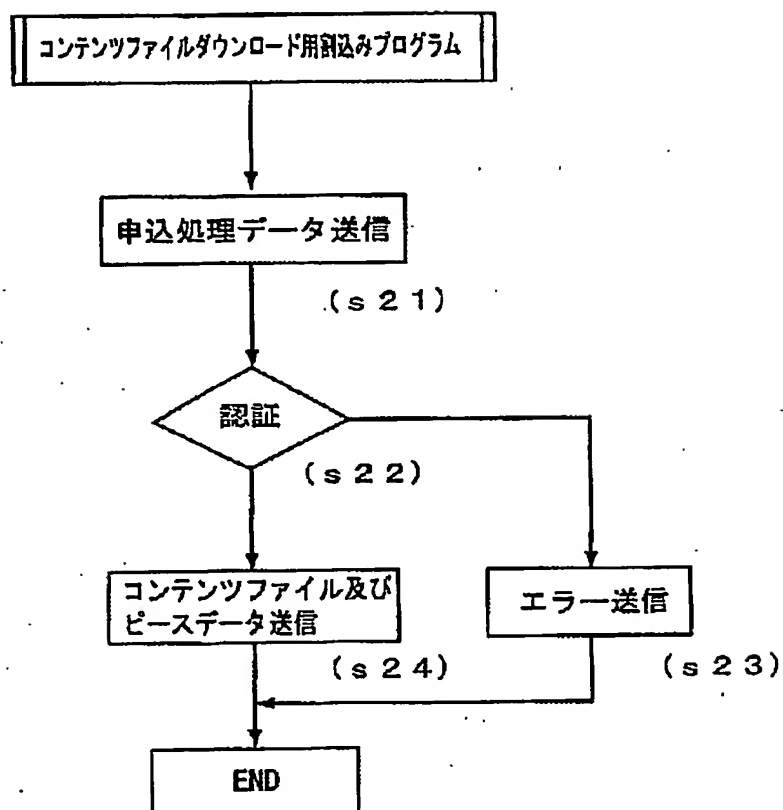 コンテンツファイルダウンロード用割込みプログラム
申込処理データ送信
(s21)
認証
(s22)
コンテンツファイル及び
ピースデータ送信
(s24)
エラー送信
(s23)
END